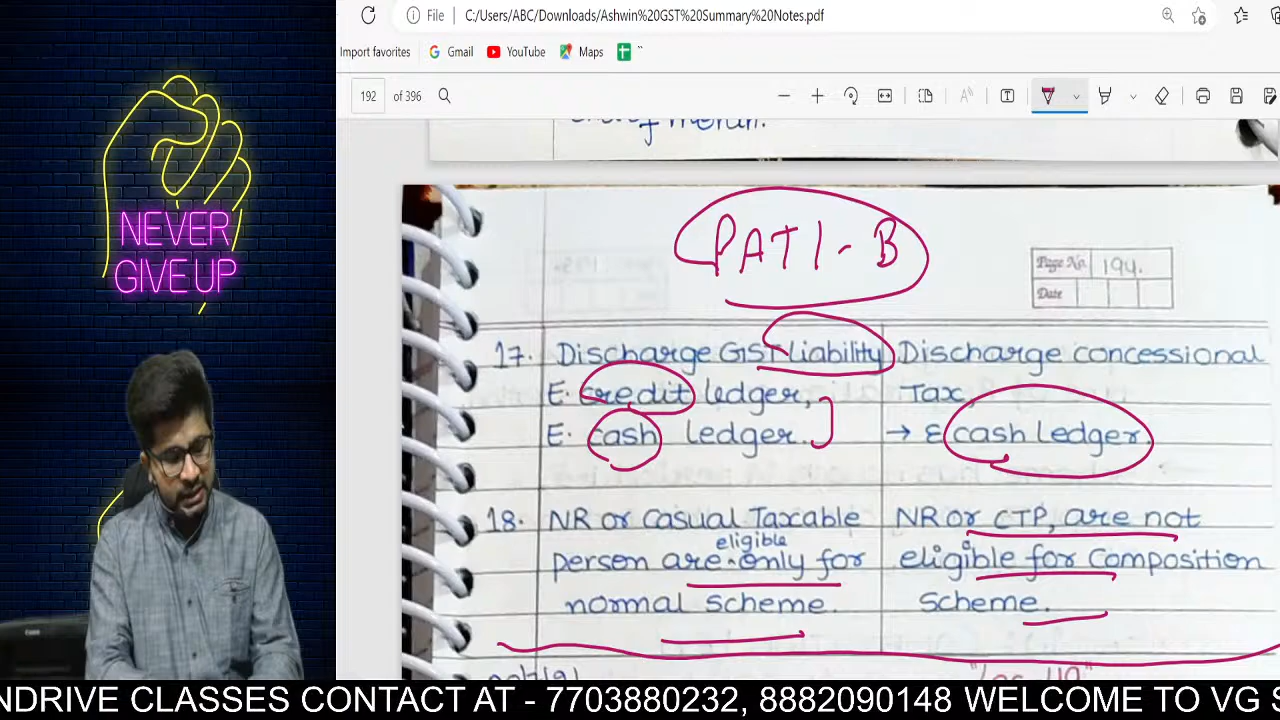 File C:/Users/ABC/Downloads/Ashwin%20GST%20Summary%20Notes.pdf
Import favorites Gmail YouTube Maps
192 of 396
NEVER
GIVE UP
PATI-B
Page No. 194.
Date
17. Discharge GST liability Discharge concessional
E. credit ledger, Tax
E. cash ledger. → E cash ledger.
18. NR or Casual Taxable NR or CTP, are not
eligible
person are only for eligible for Composition
normal scheme. Scheme.
NDRIVE CLASSES CONTACT AT - 7703880232, 8882090148 WELCOME TO VG S